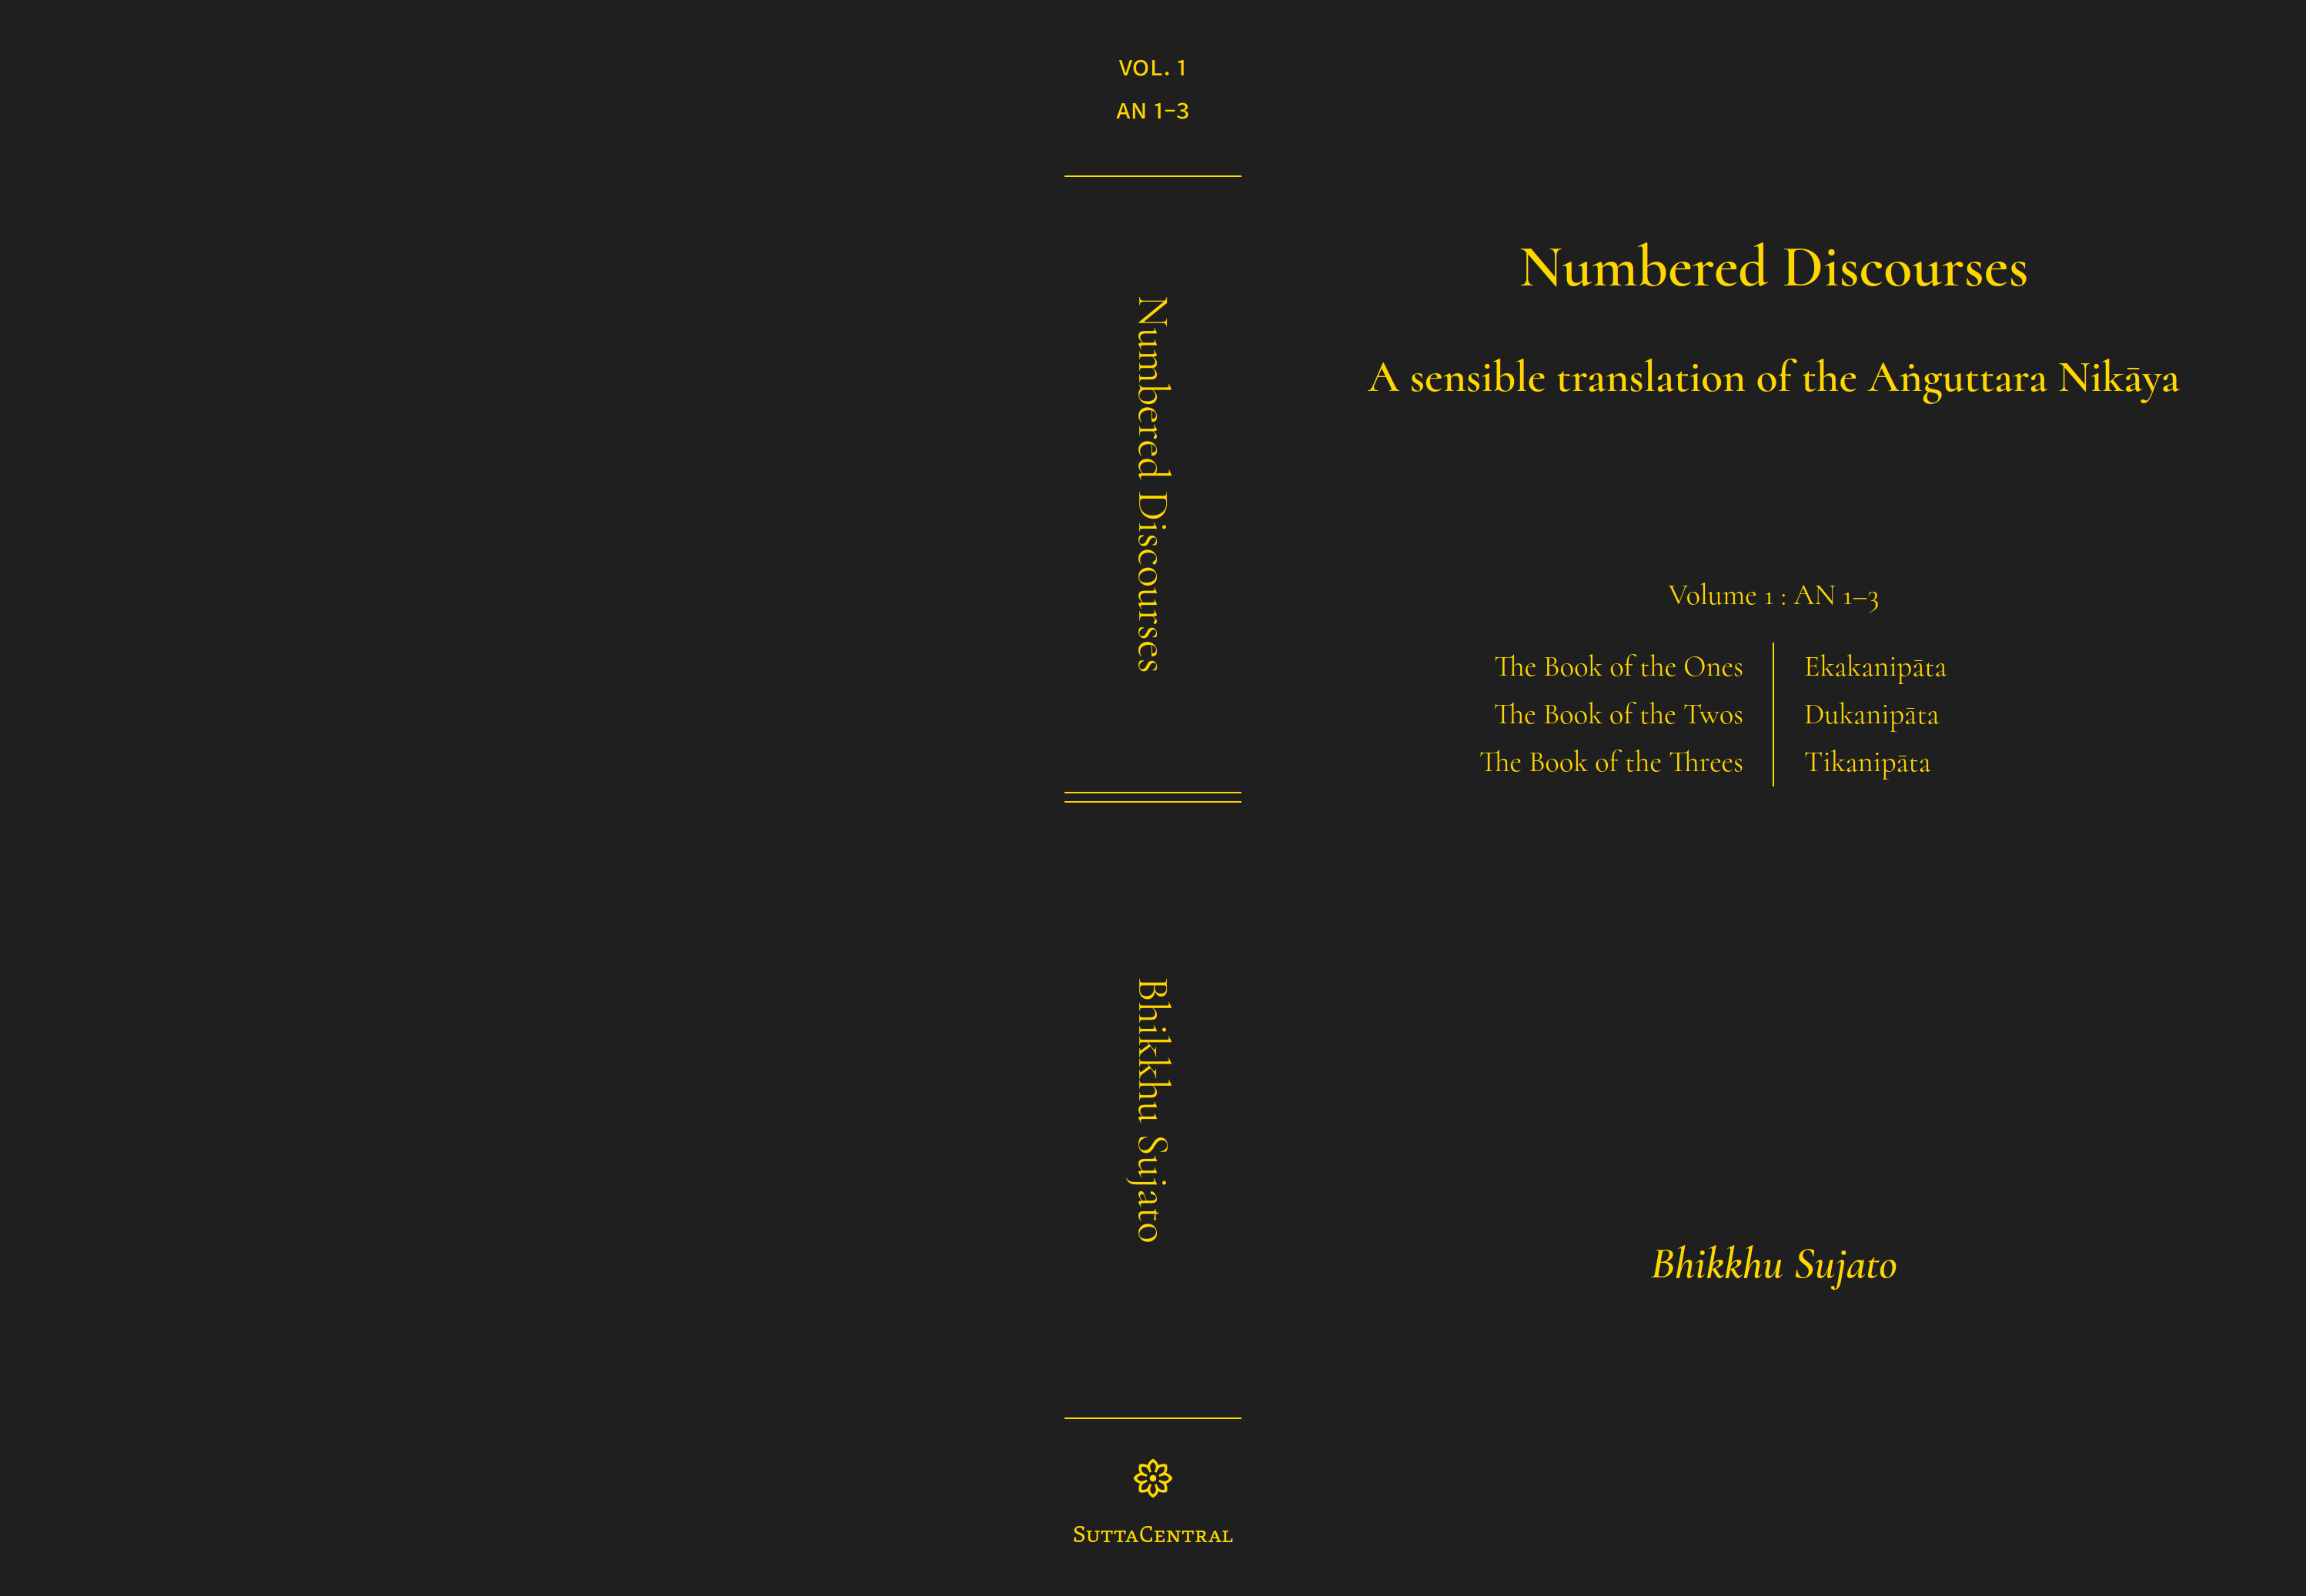 VOL. 1
AN 1–3
Numbered Discourses
Bhikkhu Sujato
SuttaCentral
Numbered Discourses
A sensible translation of the Aṅguttara Nikāya
Volume 1 : AN 1–3
The Book of the Ones Ekakanipāta
The Book of the Twos Dukanipāta
The Book of the Threes Tikanipāta
Bhikkhu Sujato